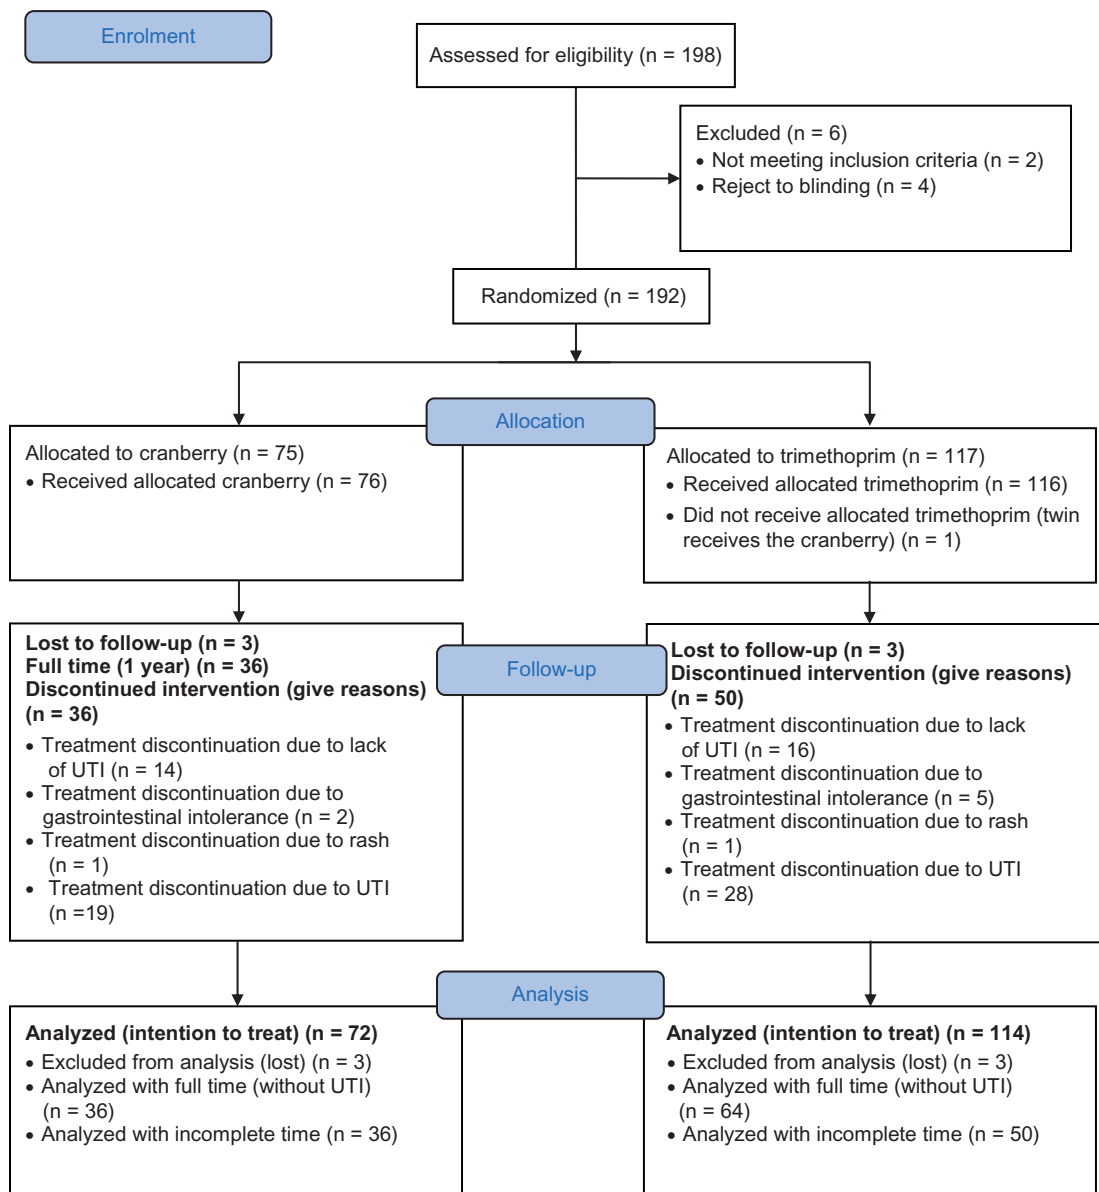 Enrolment
Assessed for eligibility (n = 198)
Excluded (n = 6)
• Not meeting inclusion criteria (n = 2)
• Reject to blinding (n = 4)
Randomized (n = 192)
Allocation
Allocated to cranberry (n = 75)
• Received allocated cranberry (n = 76)
Allocated to trimethoprim (n = 117)
• Received allocated trimethoprim (n = 116)
• Did not receive allocated trimethoprim (twin
receives the cranberry) (n = 1)
Follow-up
Lost to follow-up (n = 3)
Full time (1 year) (n = 36)
Discontinued intervention (give reasons)
(n = 36)
• Treatment discontinuation due to lack
of UTI (n = 14)
• Treatment discontinuation due to
gastrointestinal intolerance (n = 2)
• Treatment discontinuation due to rash
(n = 1)
• Treatment discontinuation due to UTI
(n =19)
Lost to follow-up (n = 3)
Discontinued intervention (give reasons)
(n = 50)
• Treatment discontinuation due to lack
of UTI (n = 16)
• Treatment discontinuation due to
gastrointestinal intolerance (n = 5)
• Treatment discontinuation due to rash
(n = 1)
• Treatment discontinuation due to UTI
(n = 28)
Analysis
Analyzed (intention to treat) (n = 72)
• Excluded from analysis (lost) (n = 3)
• Analyzed with full time (without UTI)
(n = 36)
• Analyzed with incomplete time (n = 36)
Analyzed (intention to treat) (n = 114)
• Excluded from analysis (lost) (n = 3)
• Analyzed with full time (without UTI)
(n = 64)
• Analyzed with incomplete time (n = 50)